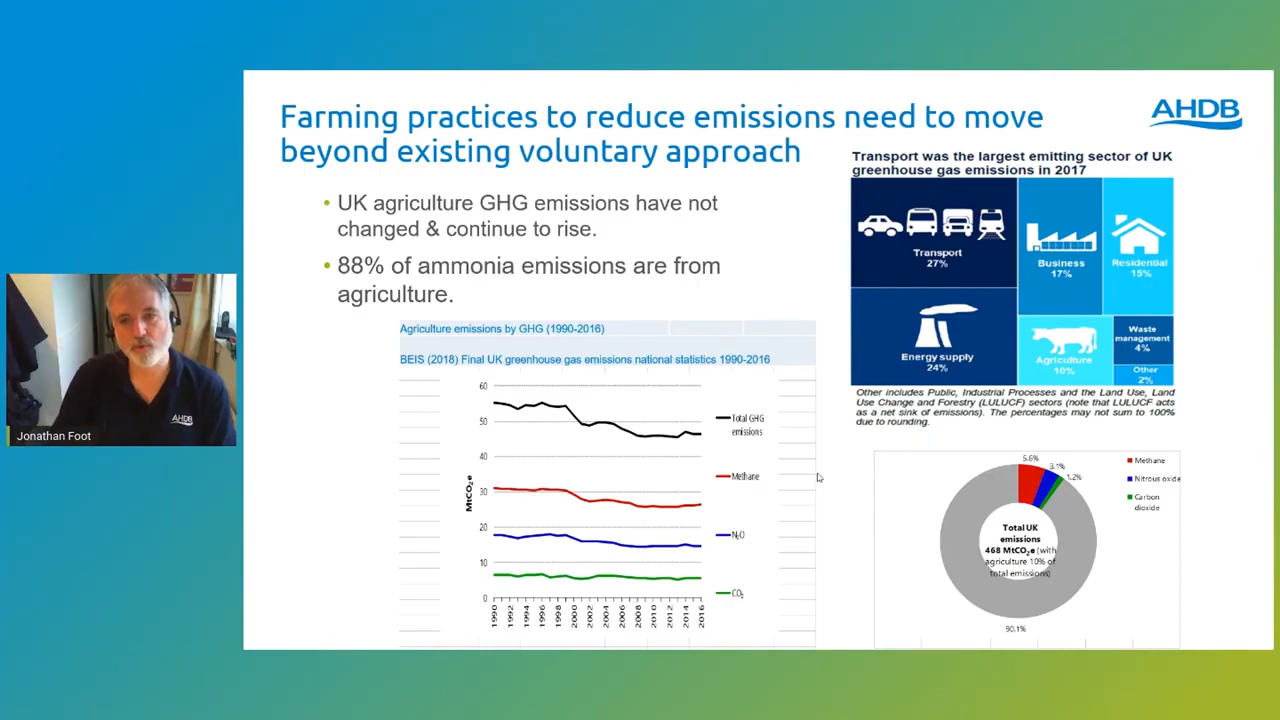 Farming practices to reduce emissions need to move
beyond existing voluntary approach
AHDB
• UK agriculture GHG emissions have not
changed & continue to rise.
• 88% of ammonia emissions are from
agriculture.
Transport was the largest emitting sector of UK
greenhouse gas emissions in 2017
Transport
27%
Business
17%
Residential
15%
Energy supply
24%
Agriculture
10%
Waste
management
4%
Other
2%
Other includes Public, Industrial Processes and the Land Use, Land
Use Change and Forestry (LULUCF) sectors (note that LULUCF acts
as a net sink of emissions). The percentages may not sum to 100%
due to rounding.
Agriculture emissions by GHG (1990-2016)
BEIS (2018) Final UK greenhouse gas emissions national statistics 1990-2016
60
50
40
30
20
10
0
MtCO₂e
1990
1992
1994
1996
1998
2000
2002
2004
2006
2008
2010
2012
2014
2016
Total GHG
emissions
Methane
N₂O
CO₂
5.6%
3.1%
1.2%
90.1%
Methane
Nitrous oxide
Carbon
dioxide
Total UK
emissions
468 MtCO₂e (with
agriculture 10% of
total emissions)
AHDB
Jonathan Foot